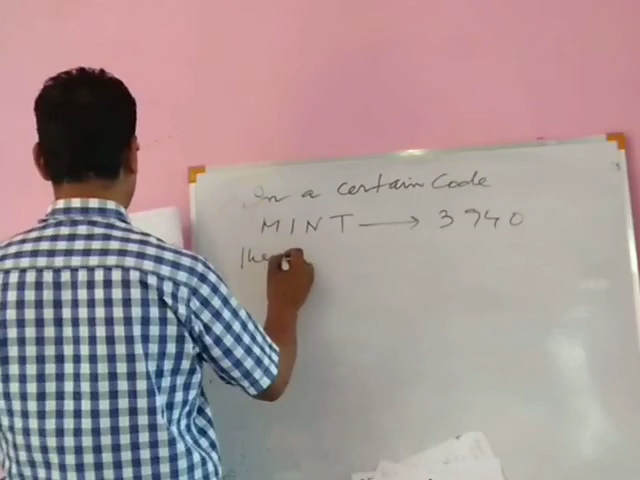 In a certain Code
MINT → 3940